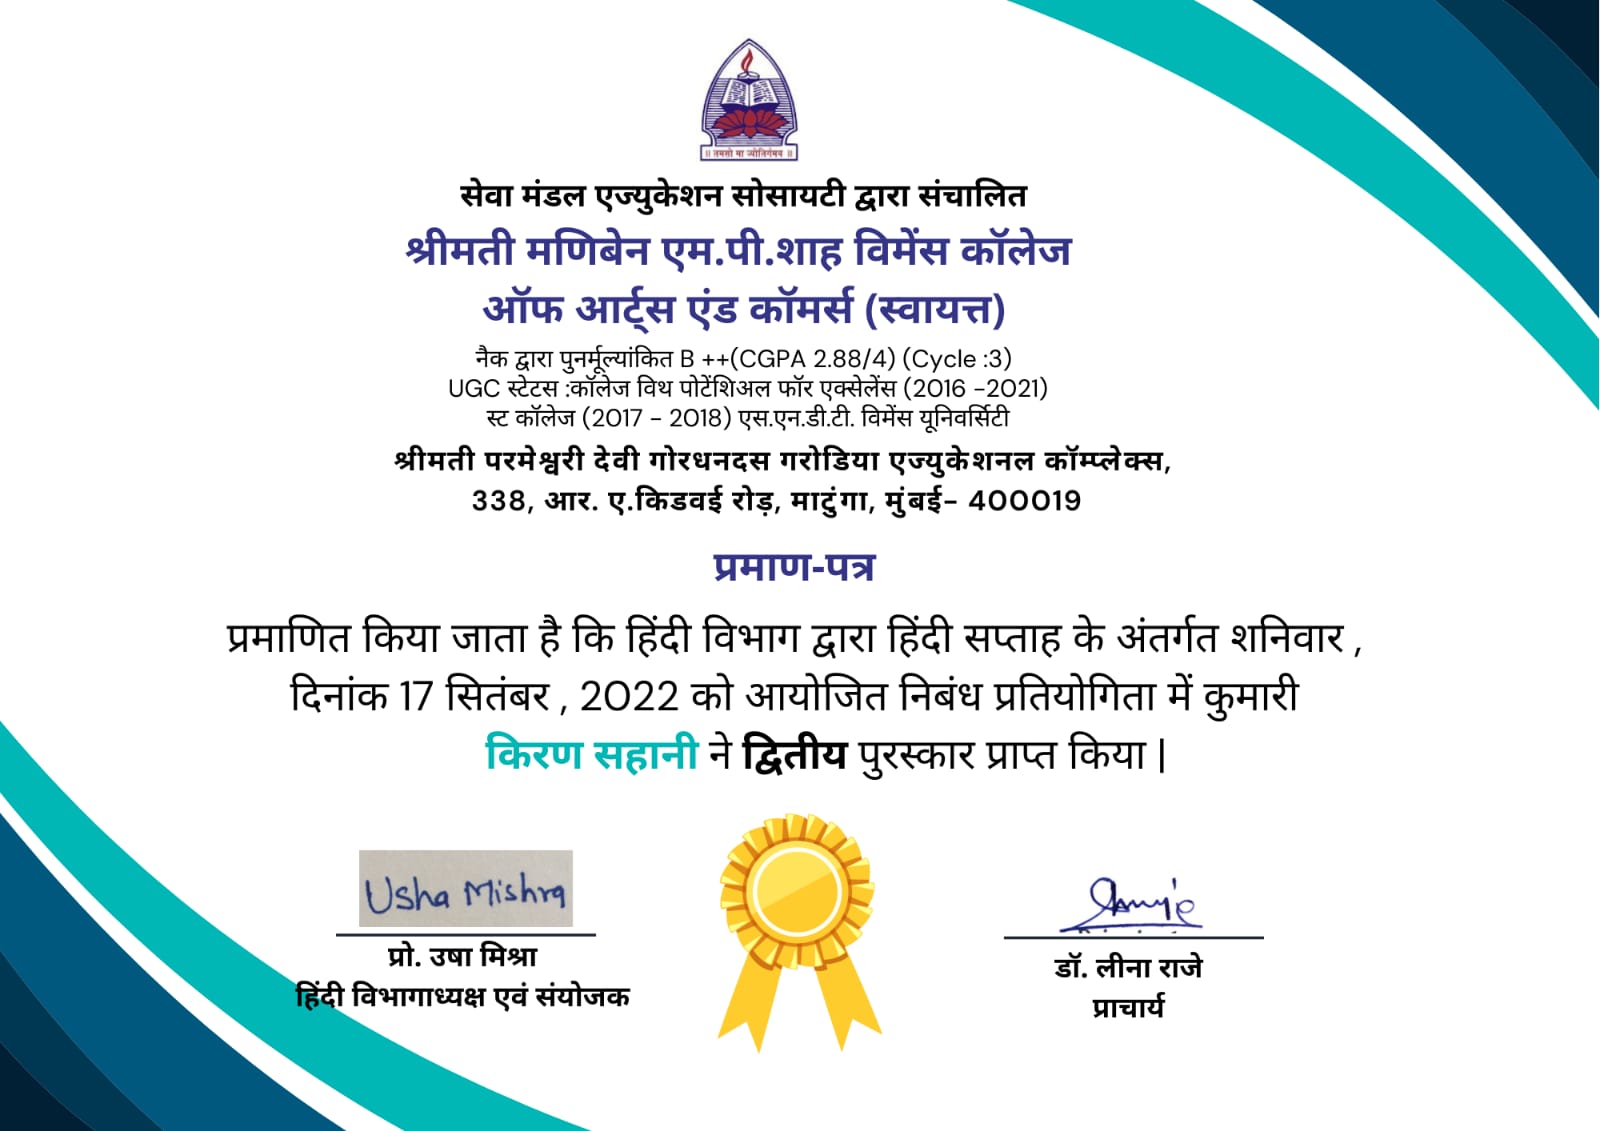 ॥ तमसो मा ज्योतिर्गमय ॥
सेवा मंडल एज्युकेशन सोसायटी द्वारा संचालित
श्रीमती मणिबेन एम.पी.शाह विमेंस कॉलेज
ऑफ आर्ट्स एंड कॉमर्स (स्वायत्त)
नैक द्वारा पुनर्मूल्यांकित B ++(CGPA 2.88/4) (Cycle :3)
UGC स्टेटस :कॉलेज विथ पोटेंशिअल फॉर एक्सेलेंस (2016 -2021)
स्ट कॉलेज (2017 - 2018) एस.एन.डी.टी. विमेंस यूनिवर्सिटी
श्रीमती परमेश्वरी देवी गोरधनदस गरोडिया एज्युकेशनल कॉम्प्लेक्स,
338, आर. ए.किडवई रोड़, माटुंगा, मुंबई- 400019
प्रमाण-पत्र
प्रमाणित किया जाता है कि हिंदी विभाग द्वारा हिंदी सप्ताह के अंतर्गत शनिवार ,
दिनांक 17 सितंबर , 2022 को आयोजित निबंध प्रतियोगिता में कुमारी
किरण सहानी ने द्वितीय पुरस्कार प्राप्त किया |
Usha Mishra
प्रो. उषा मिश्रा
हिंदी विभागाध्यक्ष एवं संयोजक
डॉ. लीना राजे
प्राचार्य